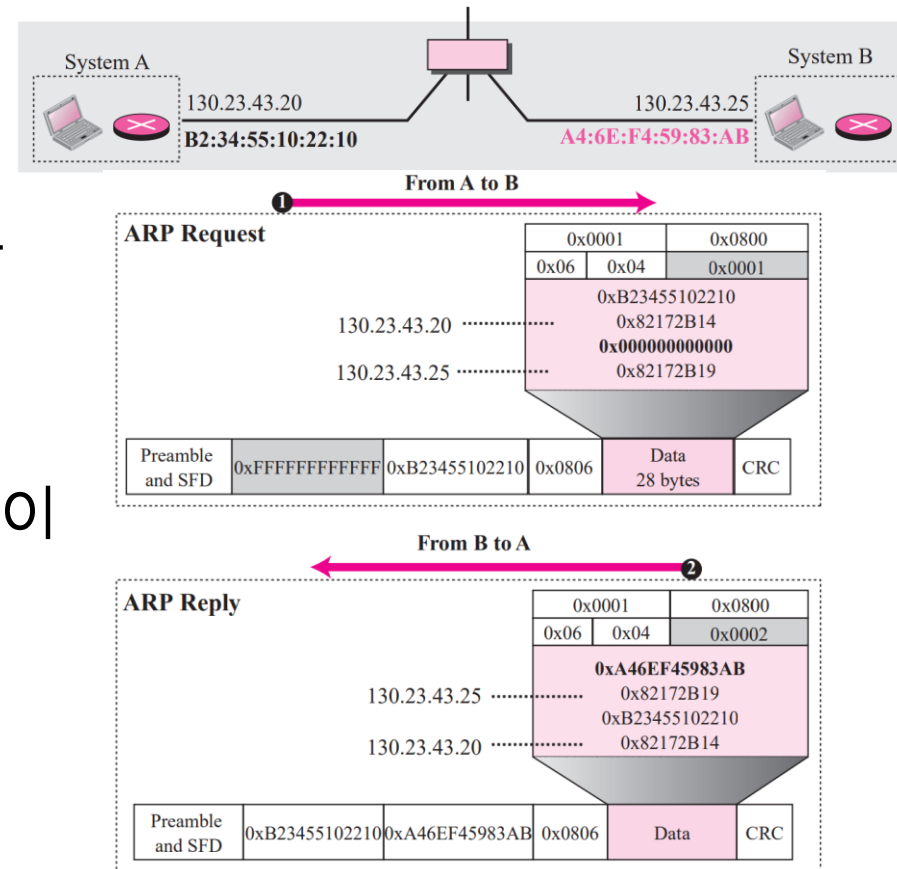 System A
System B
130.23.43.20
130.23.43.25
B2:34:55:10:22:10
A4:6E:F4:59:83:AB
From A to B
1
ARP Request
0x0001 0x0800
0x06 0x04 0x0001
0xB23455102210
130.23.43.20 0x82172B14
0x000000000000
130.23.43.25 0x82172B19
Preamble and SFD 0xFFFFFFFFFFFF 0xB23455102210 0x0806 Data 28 bytes CRC
이
From B to A
2
ARP Reply
0x0001 0x0800
0x06 0x04 0x0002
0xA46EF45983AB
130.23.43.25 0x82172B19
0xB23455102210
130.23.43.20 0x82172B14
Preamble and SFD 0xB23455102210 0xA46EF45983AB 0x0806 Data CRC